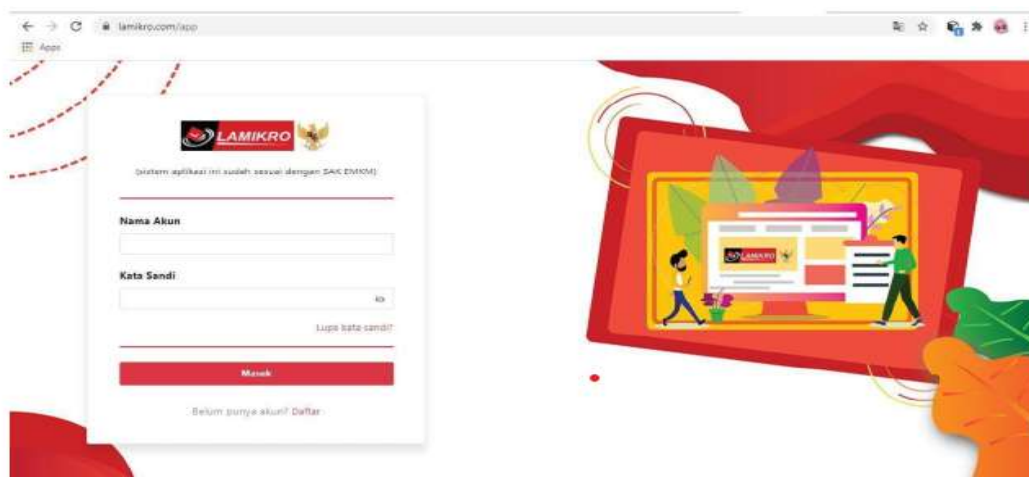 lamikro.com/app
Apps
LAMIKRO
(sistem aplikasi ini sudah sesuai dengan SAK EMKM)
Nama Akun
Kata Sandi
Lupa kata sandi?
Masuk
Belum punya akun? Daftar
LAMIKRO